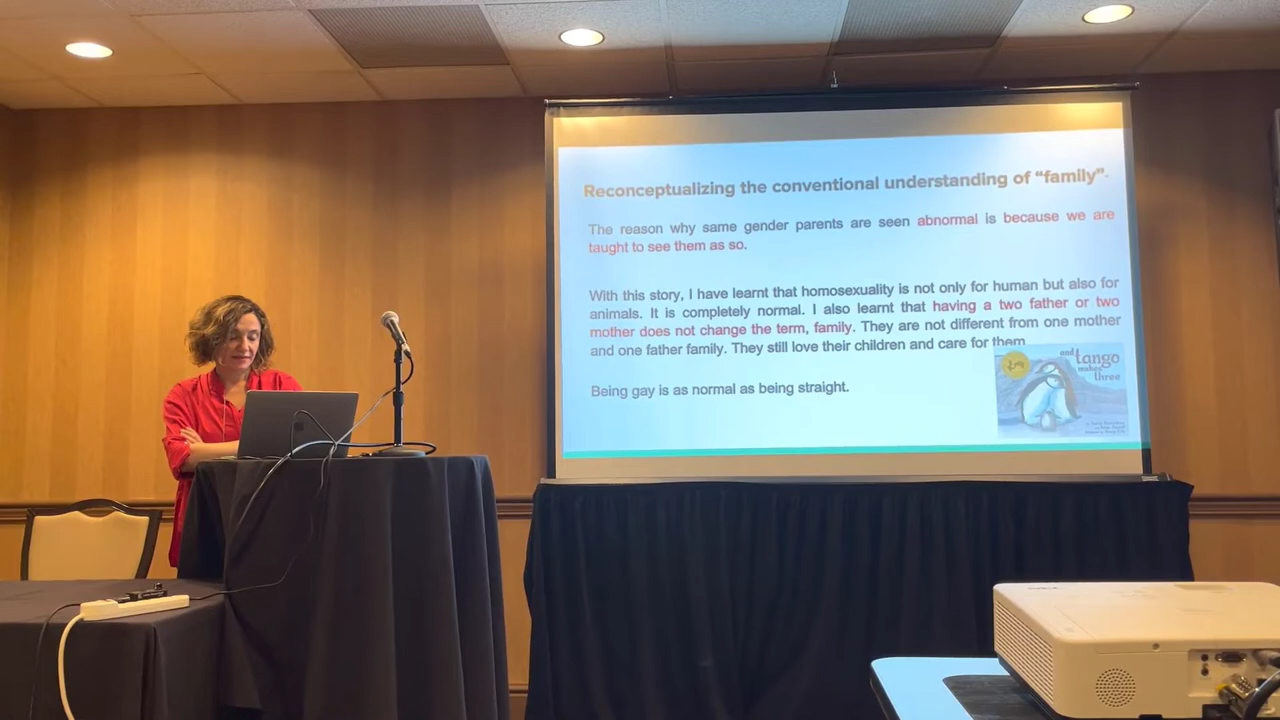 Reconceptualizing the conventional understanding of “family”.
The reason why same gender parents are seen abnormal is because we are
taught to see them as so.
With this story, I have learnt that homosexuality is not only for human but also for
animals. It is completely normal. I also learnt that having a two father or two
mother does not change the term, family. They are not different from one mother
and one father family. They still love their children and care for them
Being gay is as normal as being straight.
and tango
makes
three